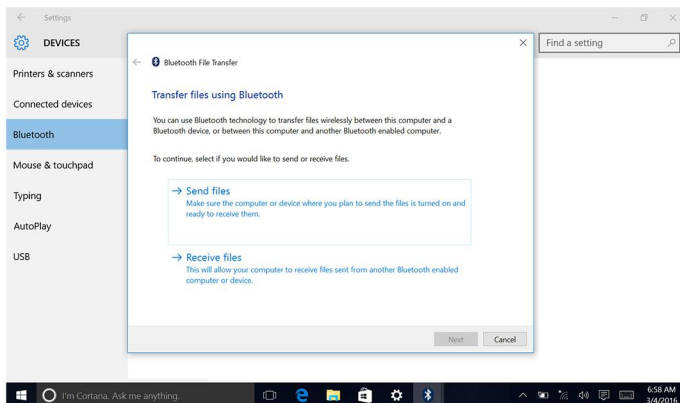 Settings
DEVICES
Find a setting
Printers & scanners
Connected devices
Bluetooth
Mouse & touchpad
Typing
AutoPlay
USB
Bluetooth File Transfer
Transfer files using Bluetooth
You can use Bluetooth technology to transfer files wirelessly between this computer and a
Bluetooth device, or between this computer and another Bluetooth enabled computer.
To continue, select if you would like to send or receive files.
Send files
Make sure the computer or device where you plan to send the files is turned on and
ready to receive them.
Receive files
This will allow your computer to receive files sent from another Bluetooth enabled
computer or device.
Next
Cancel
I'm Cortana. Ask me anything.
6:58 AM
3/4/2016